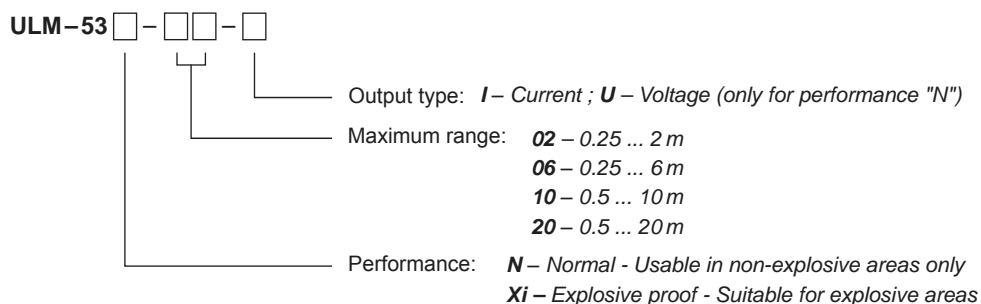 ULM–53 □ – □□ – □
Output type: I – Current ; U – Voltage (only for performance "N")
Maximum range: 02 – 0.25 ... 2 m
06 – 0.25 ... 6 m
10 – 0.5 ... 10 m
20 – 0.5 ... 20 m
Performance: N – Normal - Usable in non-explosive areas only
Xi – Explosive proof - Suitable for explosive areas